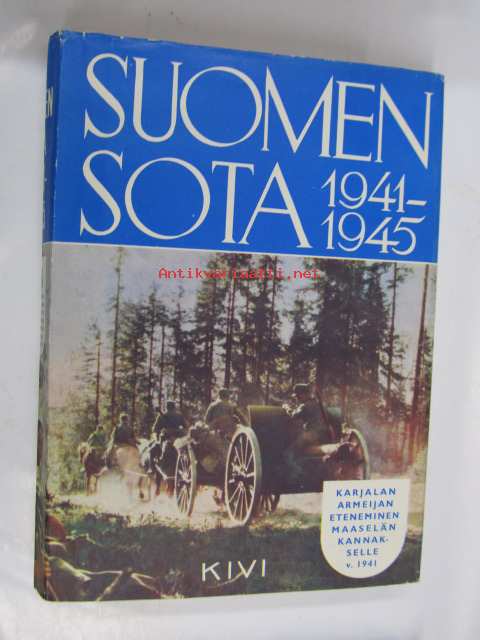 SUOMEN
SOTA 1941–
1945
Antikvariaatti.net
KARJALAN
ARMEIJAN
ETENEMINEN
MAASELÄN
KANNAK-
SELLE
v. 1941
KIVI